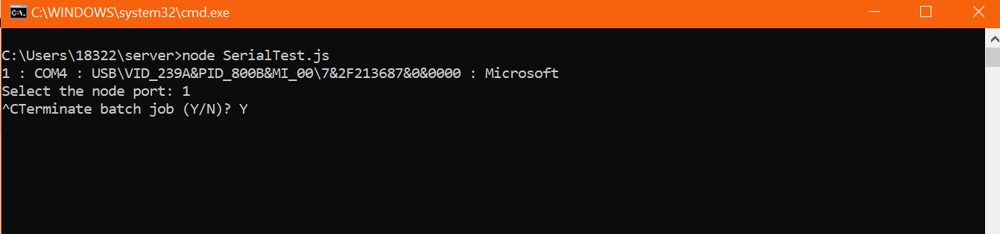 C:\WINDOWS\system32\cmd.exe
C:\Users\18322\server>node SerialTest.js
1 : COM4 : USB\VID_239A&PID_800B&MI_00\7&2F213687&0&0000 : Microsoft
Select the node port: 1
^CTerminate batch job (Y/N)? Y